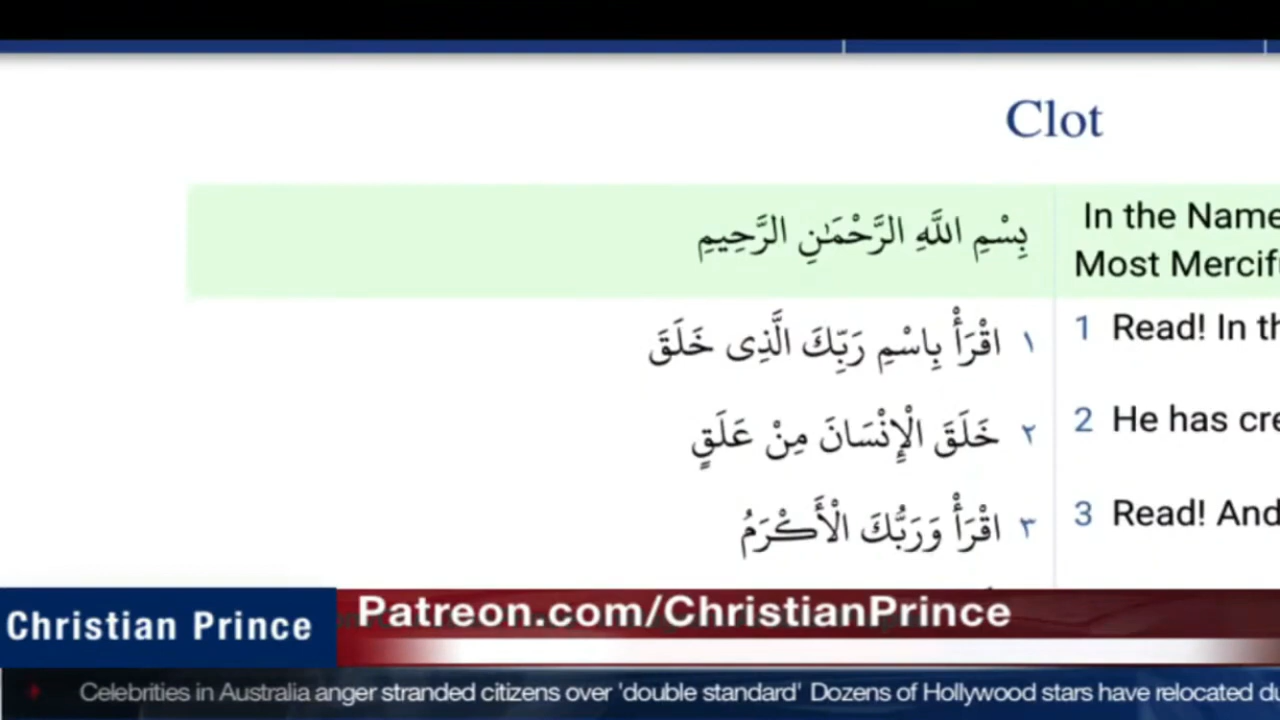 Clot
بِسْمِ اللَّهِ الرَّحْمَٰنِ الرَّحِيمِ
In the Name
Most Mercif
١ اقْرَأْ بِاسْمِ رَبِّكَ الَّذِى خَلَقَ
1 Read! In th
٢ خَلَقَ الْإِنْسَانَ مِنْ عَلَقٍ
2 He has cre
٣ اقْرَأْ وَرَبُّكَ الْأَكْرَمُ
3 Read! And
Christian Prince
Patreon.com/ChristianPrince
Celebrities in Australia anger stranded citizens over 'double standard' Dozens of Hollywood stars have relocated du